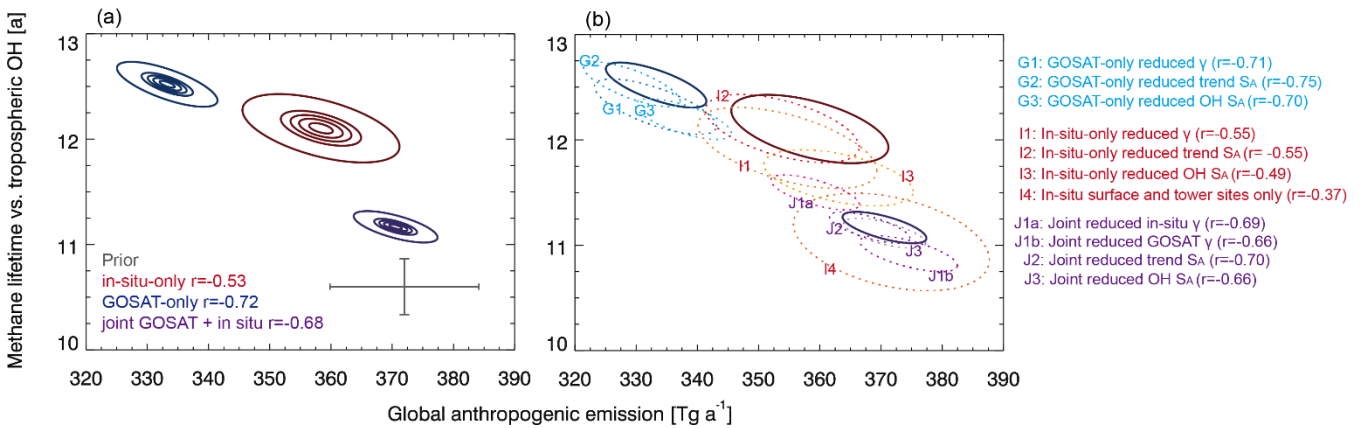 (a)
(b)
Methane lifetime vs. tropospheric OH [a]
13
12
11
10
320 330 340 350 360 370 380 390
Prior
in-situ-only r=-0.53
GOSAT-only r=-0.72
joint GOSAT + in situ r=-0.68
13
12
11
10
320 330 340 350 360 370 380 390
G2
G1
G3
I2
I1
I3
J1a
J2
J3
I4
J1b
Global anthropogenic emission [Tg a⁻¹]
G1: GOSAT-only reduced γ (r=-0.71)
G2: GOSAT-only reduced trend SA (r=-0.75)
G3: GOSAT-only reduced OH SA (r=-0.70)
I1: In-situ-only reduced γ (r=-0.55)
I2: In-situ-only reduced trend SA (r= -0.55)
I3: In-situ-only reduced OH SA (r=-0.49)
I4: In-situ surface and tower sites only (r=-0.37)
J1a: Joint reduced in-situ γ (r=-0.69)
J1b: Joint reduced GOSAT γ (r=-0.66)
J2: Joint reduced trend SA (r=-0.70)
J3: Joint reduced OH SA (r=-0.66)